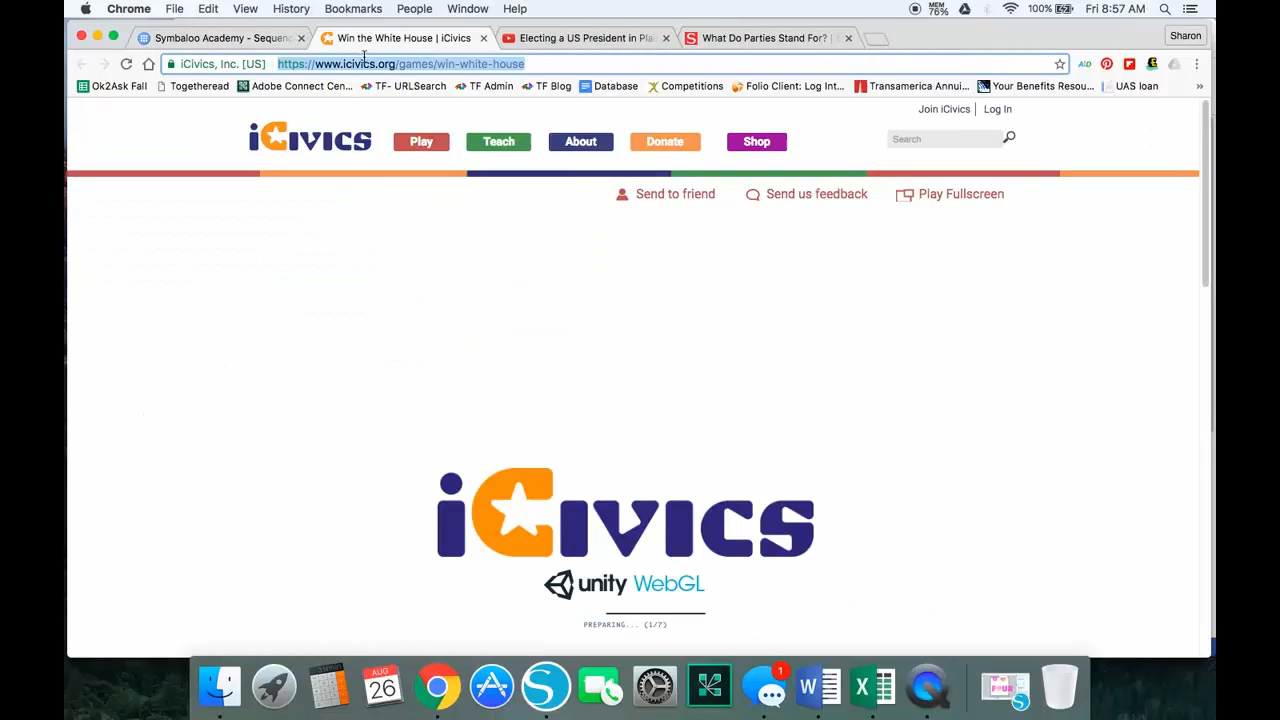 Chrome File Edit View History Bookmarks People Window Help MEM 76% 100% Fri 8:57 AM
Symbaloo Academy - Sequen Win the White House | iCivics Electing a US President in Plai What Do Parties Stand For? | S Sharon
iCivics, Inc. [US] https://www.icivics.org/games/win-white-house
Ok2Ask Fall Togetheread Adobe Connect Cen... TF- URLSearch TF Admin TF Blog Database Competitions Folio Client: Log Int... Transamerica Annui... Your Benefits Resou... UAS loan »
Join iCivics Log In
iCivics Play Teach About Donate Shop Search
Send to friend Send us feedback Play Fullscreen
iCivics
unity WebGL
PREPARING... (1/7)
AUG
26
1
FOUR